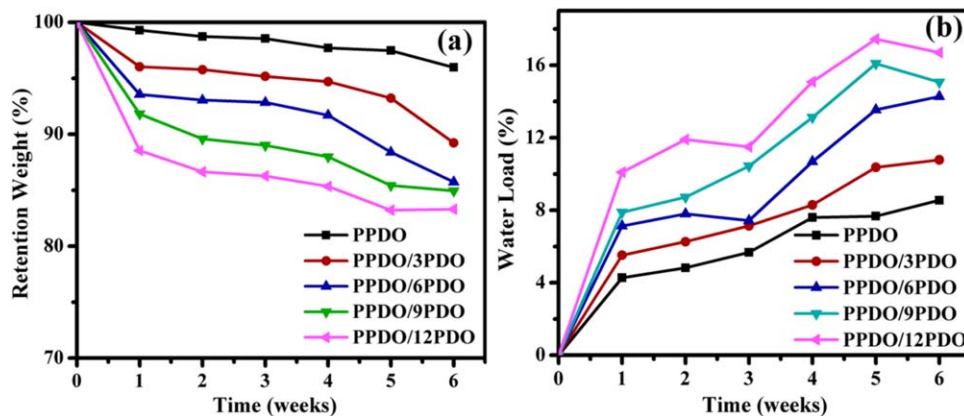 (a)
Retention Weight (%)
100
90
80
70
PPDO
PPDO/3PDO
PPDO/6PDO
PPDO/9PDO
PPDO/12PDO
0 1 2 3 4 5 6
Time (weeks)
(b)
Water Load (%)
16
12
8
4
0
PPDO
PPDO/3PDO
PPDO/6PDO
PPDO/9PDO
PPDO/12PDO
0 1 2 3 4 5 6
Time (weeks)